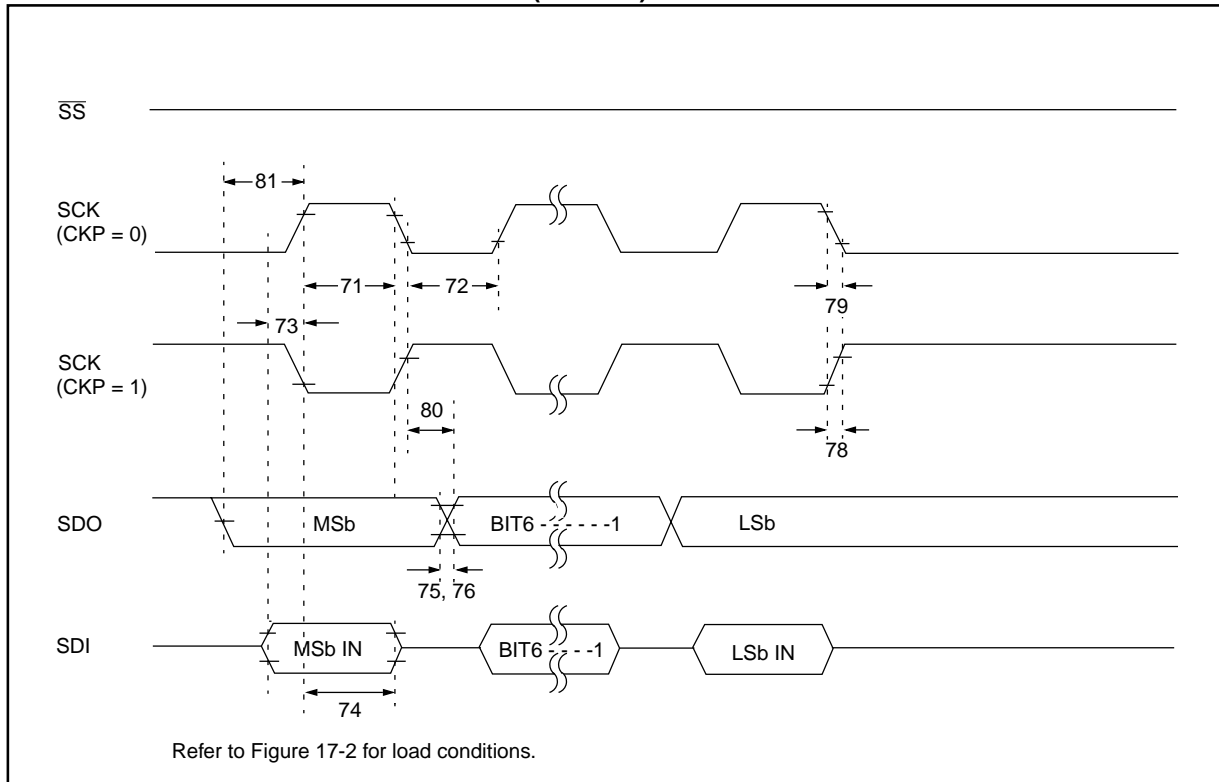 SS
81
SCK
(CKP = 0)
71
72
79
73
SCK
(CKP = 1)
80
78
SDO
MSb
BIT6 - - - - - -1
LSb
75, 76
SDI
MSb IN
BIT6 - - - -1
LSb IN
74
Refer to Figure 17-2 for load conditions.